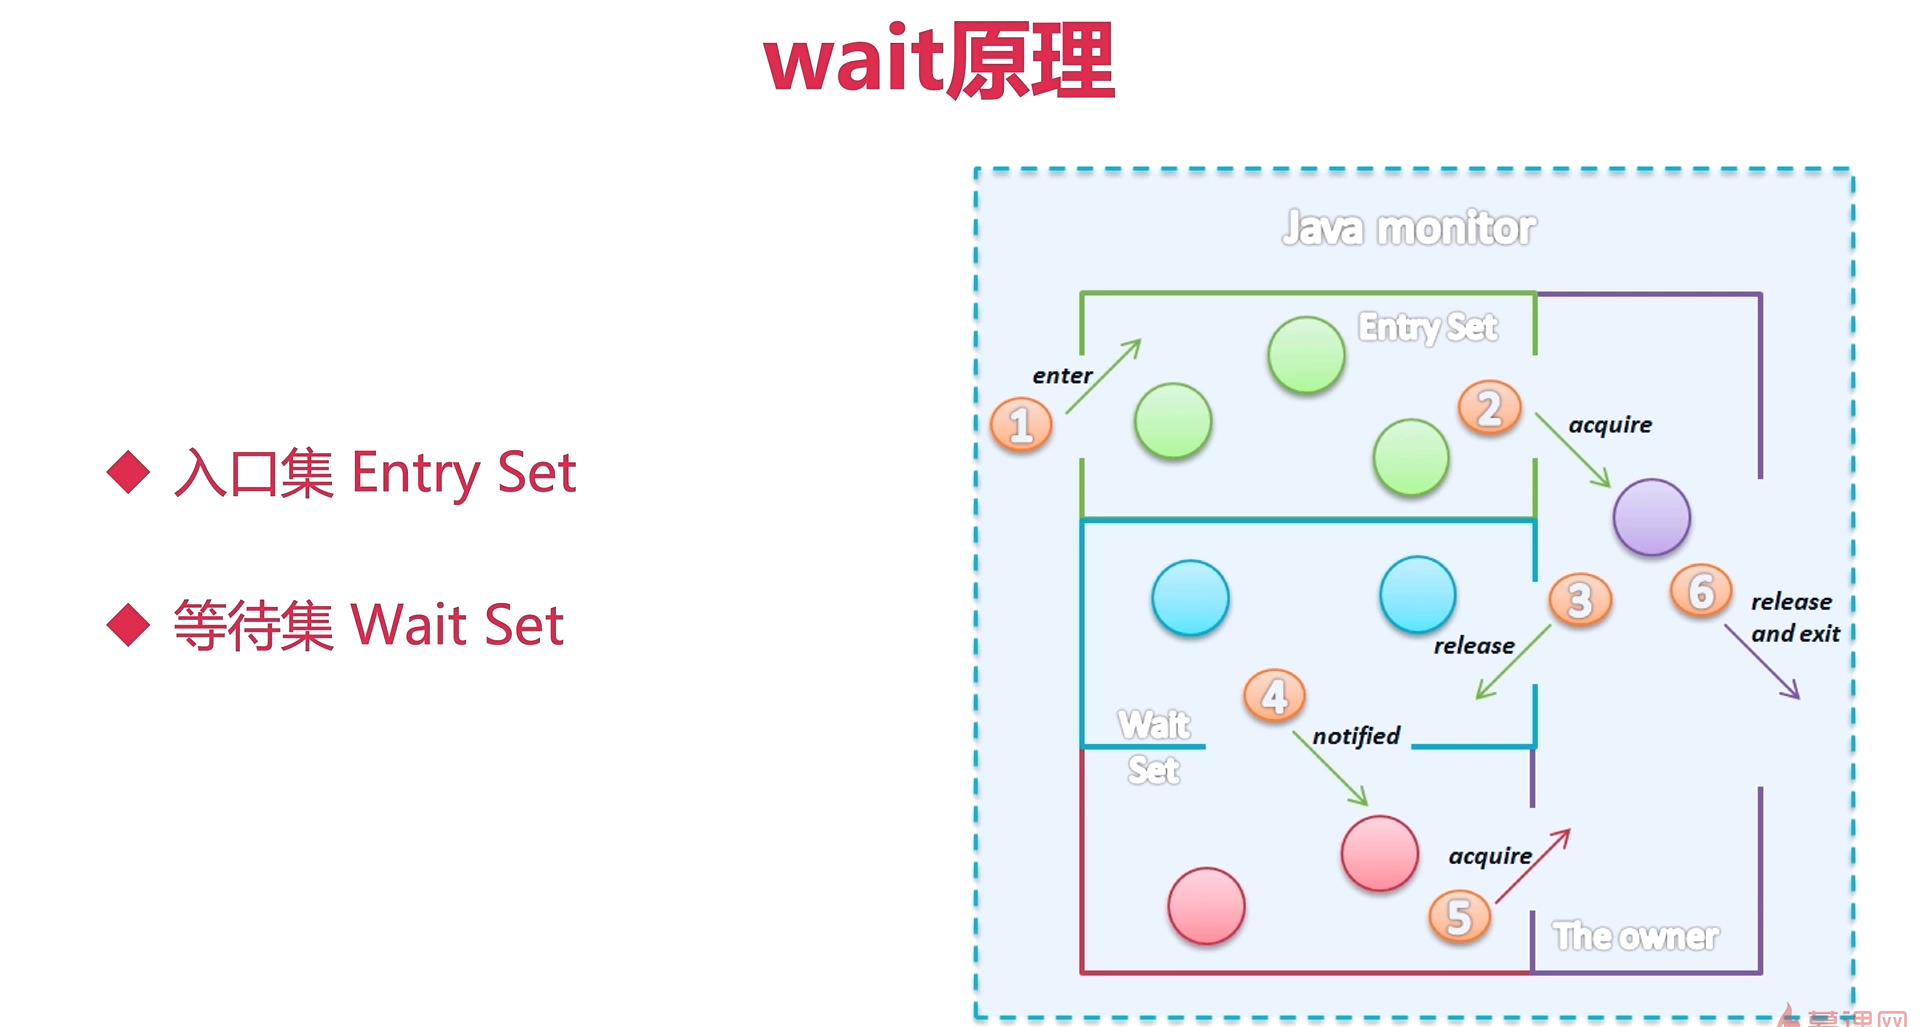 wait原理
入口集 Entry Set
等待集 Wait Set
Java monitor
Entry Set
enter
1
2
acquire
3
6
release
and exit
release
4
notified
Wait
Set
acquire
5
The owner